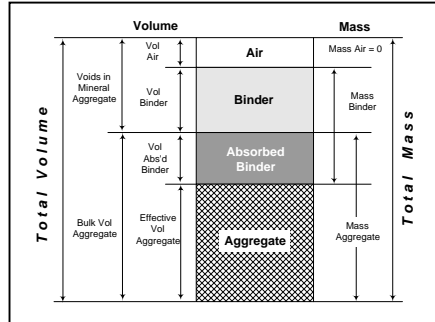 Volume
Mass
Total Volume
Voids in
Mineral
Aggregate
Bulk Vol
Aggregate
Vol
Air
Vol
Binder
Vol
Abs'd
Binder
Effective
Vol
Aggregate
Air
Binder
Absorbed
Binder
Aggregate
Mass Air = 0
Mass
Binder
Mass
Aggregate
Total Mass